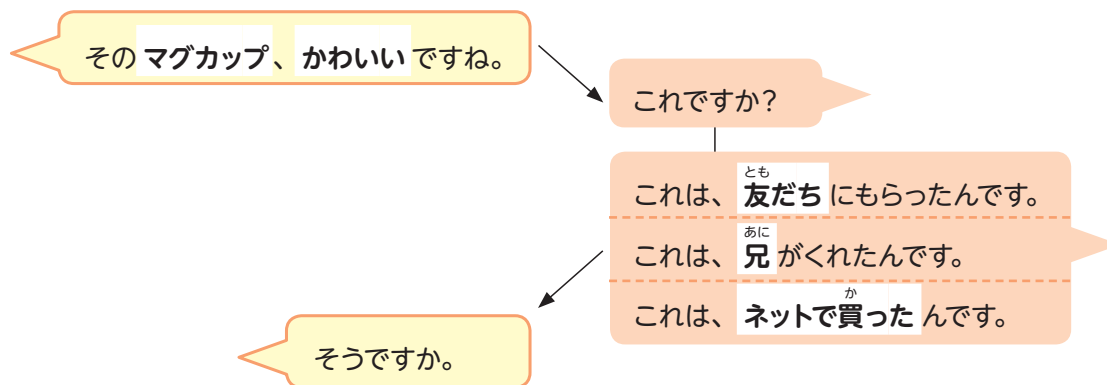 その マグカップ、かわいい ですね。
これですか?
これは、友だち にもらったんです。
とも
これは、兄 がくれたんです。
あに
これは、ネットで買った んです。
か
そうですか。